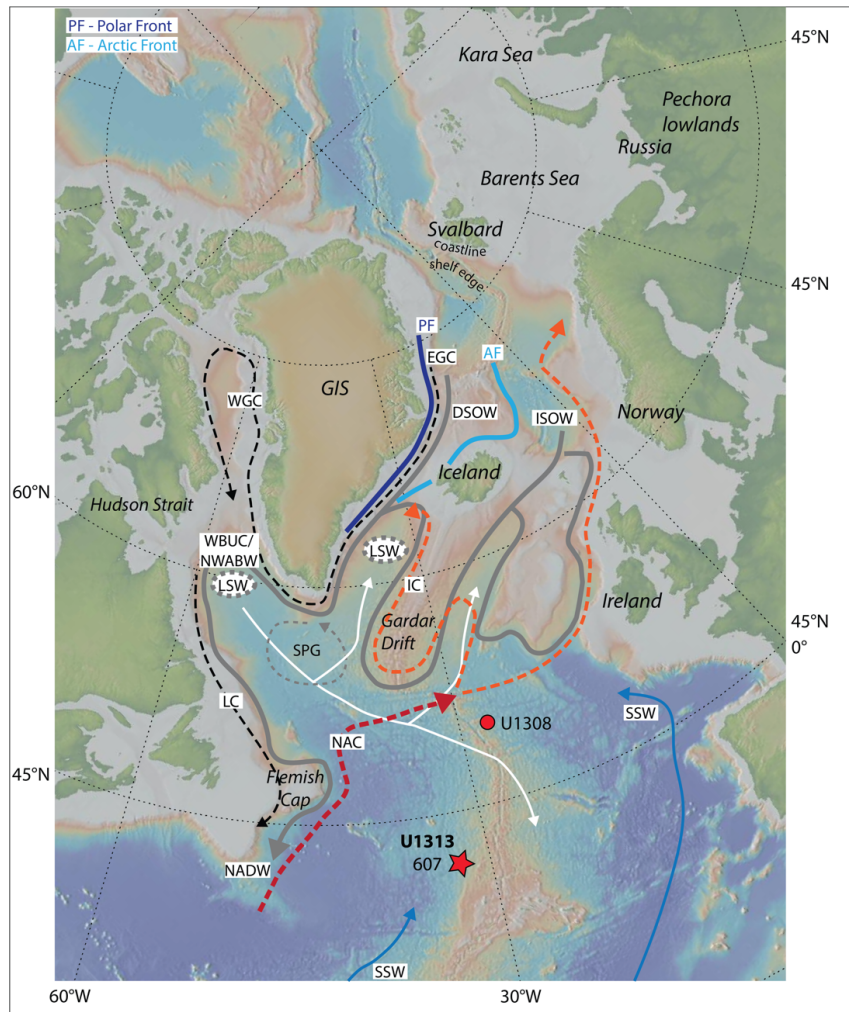 PF - Polar Front
AF - Arctic Front
45°N
Kara Sea
Pechora
lowlands
Russia
Barents Sea
Svalbard
coastline
shelf edge
45°N
PF
EGC
AF
GIS
WGC
DSOW
ISOW
Norway
Iceland
60°N
Hudson Strait
WBUC/
NWABW
LSW
LSW
IC
Ireland
Gardar
Drift
45°N
0°
SPG
LC
SSW
U1308
NAC
45°N
Flemish
Cap
U1313
607
NADW
SSW
60°W
30°W